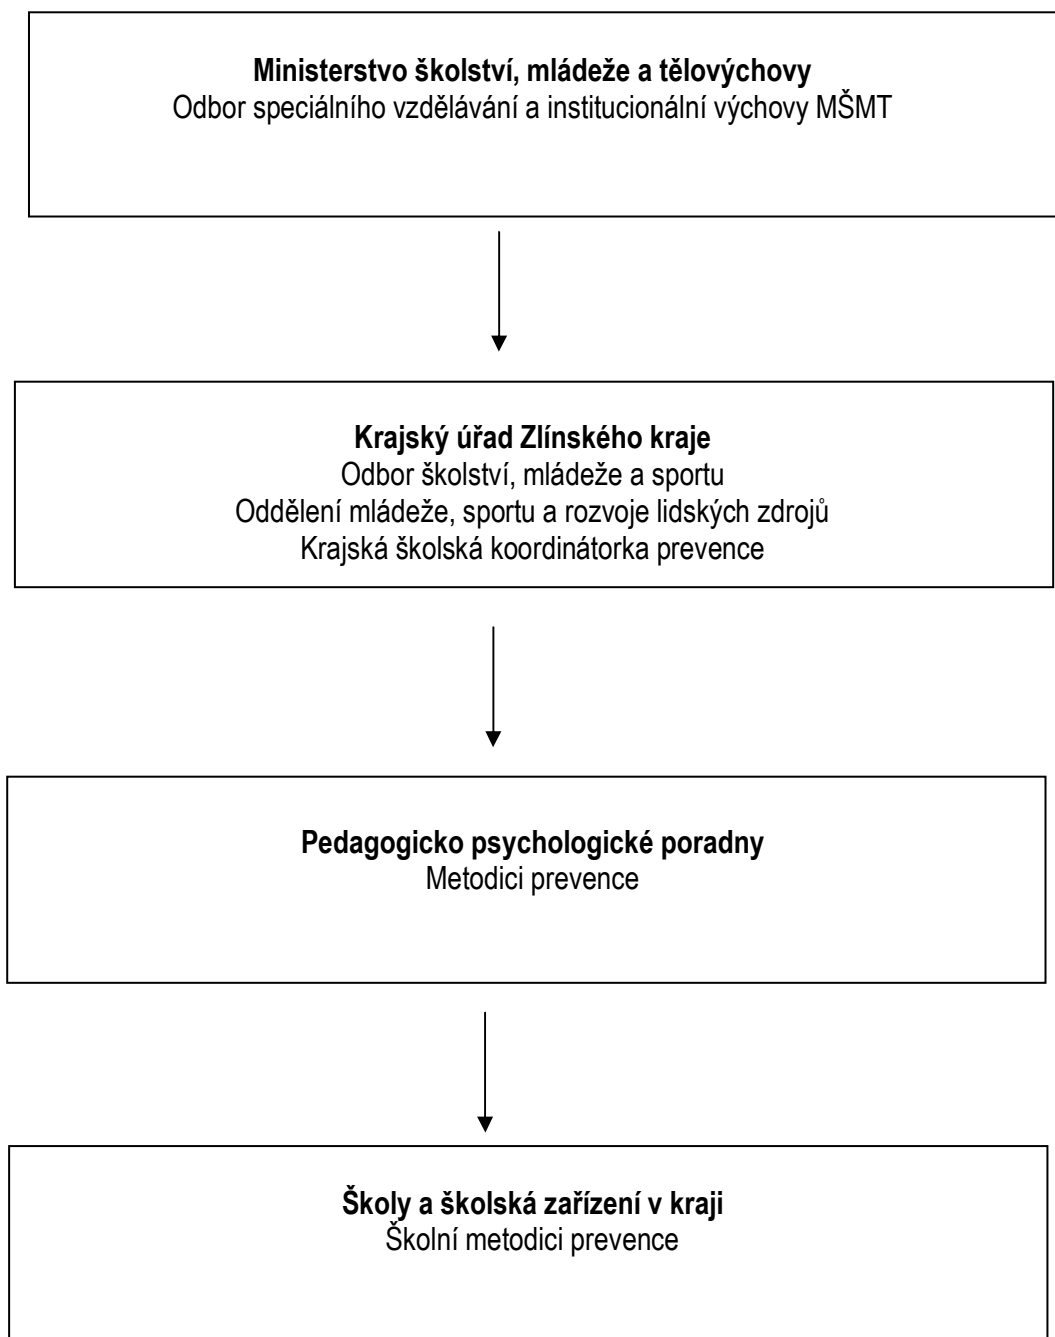 Ministerstvo školství, mládeže a tělovýchovy
Odbor speciálního vzdělávání a institucionální výchovy MŠMT
Krajský úřad Zlínského kraje
Odbor školství, mládeže a sportu
Oddělení mládeže, sportu a rozvoje lidských zdrojů
Krajská školská koordinátorka prevence
Pedagogicko psychologické poradny
Metodici prevence
Školy a školská zařízení v kraji
Školní metodici prevence